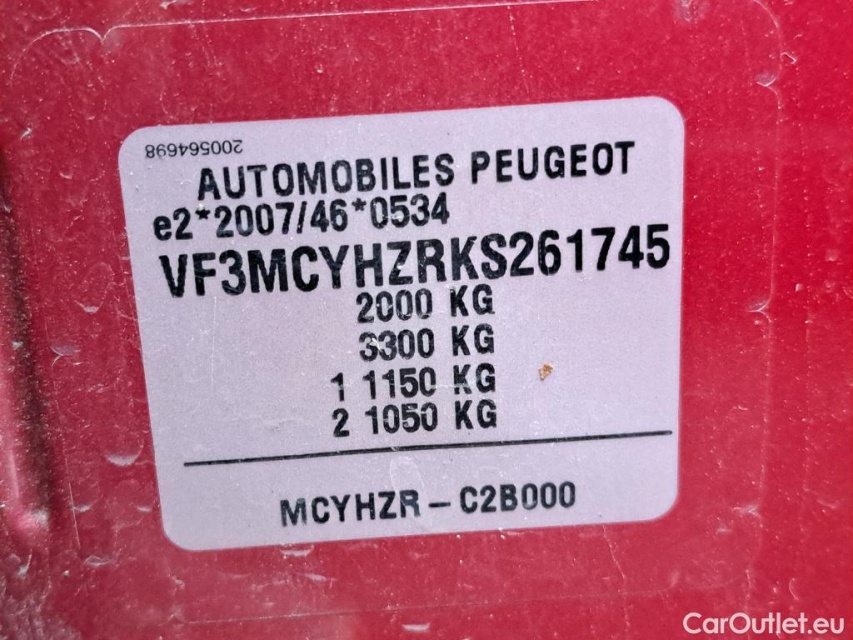 200564698
AUTOMOBILES PEUGEOT
e2*2007/46*0534
VF3MCYHZRKS261745
2000 KG
3300 KG
1 1150 KG
2 1050 KG
MCYHZR - C2B000
CarOutlet.eu